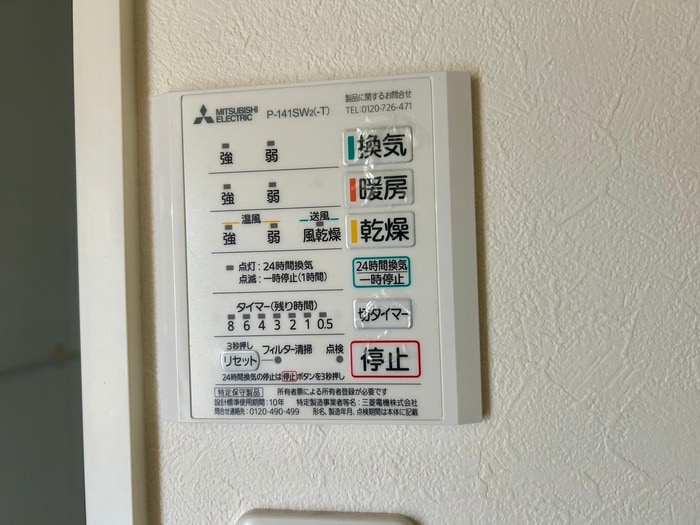 MITSUBISHI
ELECTRIC
P-141SW2(-T)
製品に関するお問合せ
TEL:0120-726-471
強 弱 換気
強 弱 暖房
温風 送風
強 弱 風乾燥 乾燥
点灯:24時間換気
点滅:一時停止(1時間)
24時間換気
一時停止
タイマー(残り時間)
8 6 4 3 2 1 0.5
切タイマー
3秒押し
リセット フィルター清掃 点検
停止
24時間換気の停止は停止ボタンを3秒押し
特定保守製品 所有者票による所有者登録が必要です
設計標準使用期間:10年 特定製造事業者等名:三菱電機株式会社
問合せ連絡先:0120-490-499 形名、製造年月、点検期間は本体に記載